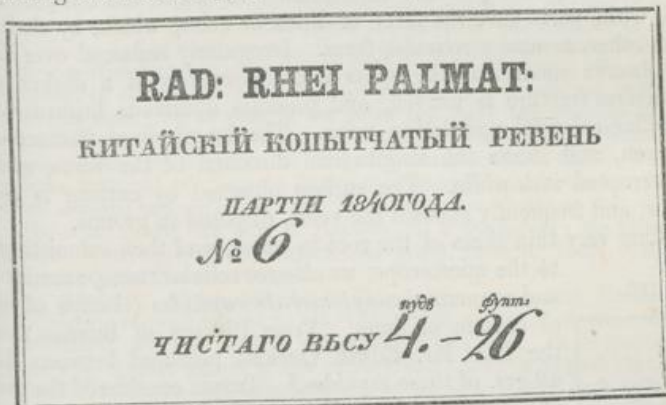 RAD: RHEI PALMAT:
КИТАЙСКІЙ КОПЫТЧАТЫЙ РЕВЕНЬ
ПАРТІИ 1840 ГОДА.
№ 6
пудъ фунт.
ЧИСТАГО ВѢСУ 4.–26